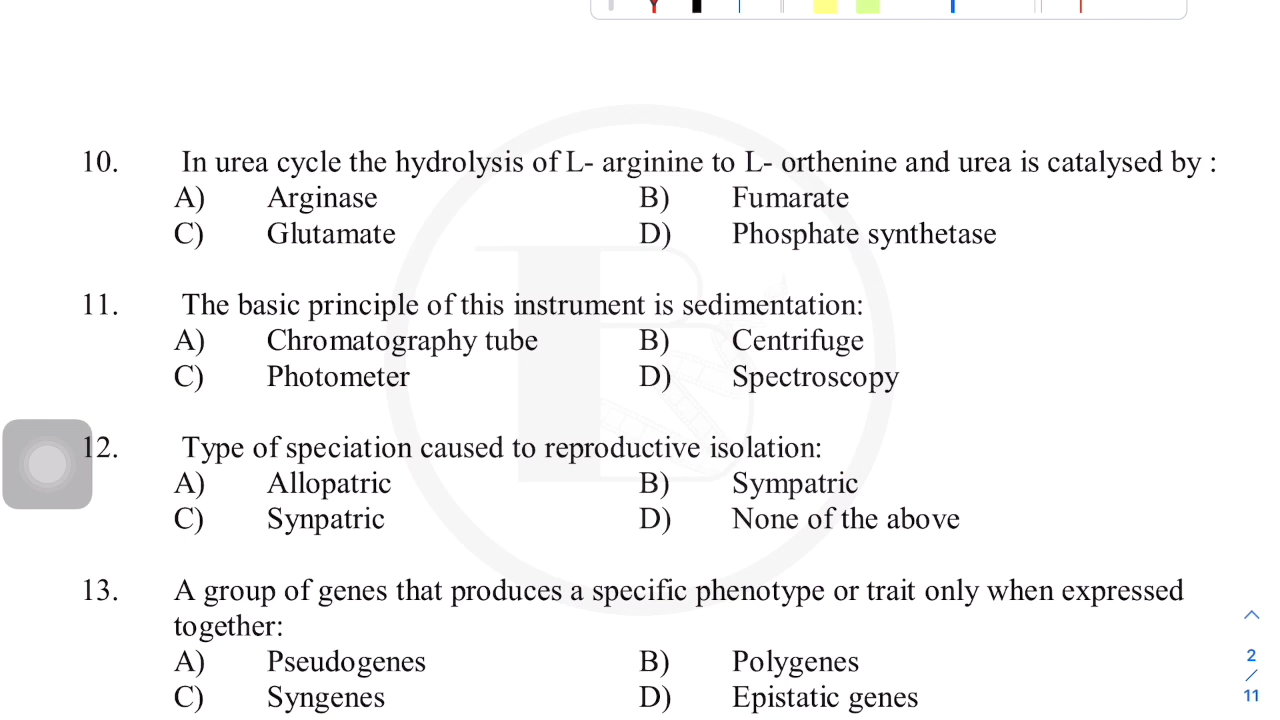 10. In urea cycle the hydrolysis of L- arginine to L- orthenine and urea is catalysed by :
A) Arginase B) Fumarate
C) Glutamate D) Phosphate synthetase
11. The basic principle of this instrument is sedimentation:
A) Chromatography tube B) Centrifuge
C) Photometer D) Spectroscopy
12. Type of speciation caused to reproductive isolation:
A) Allopatric B) Sympatric
C) Synpatric D) None of the above
13. A group of genes that produces a specific phenotype or trait only when expressed
together:
A) Pseudogenes B) Polygenes
C) Syngenes D) Epistatic genes
2
/
11